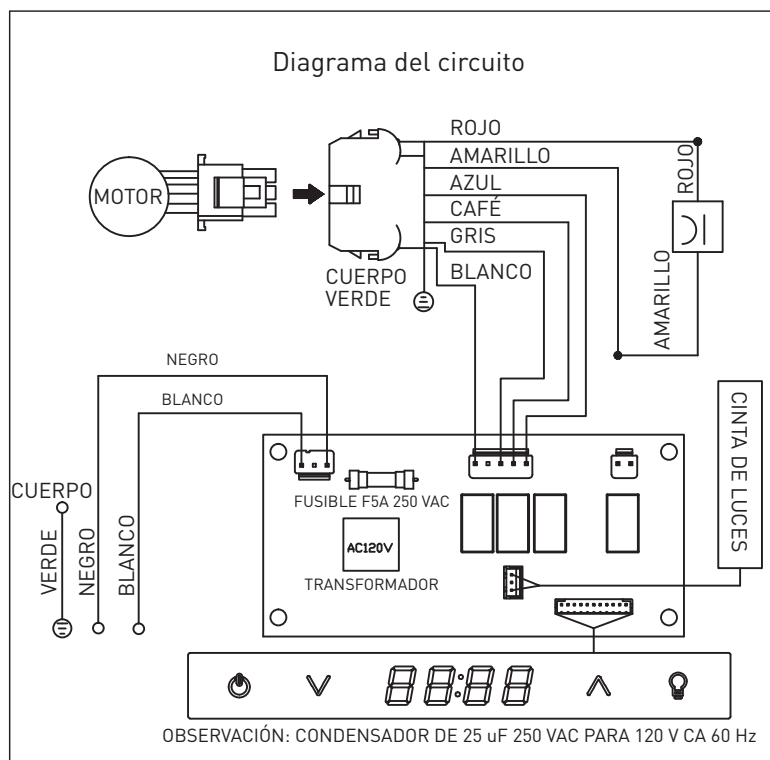 Diagrama del circuito
ROJO
AMARILLO
AZUL
CAFÉ
GRIS
BLANCO
MOTOR
CUERPO
VERDE
ROJO
AMARILLO
NEGRO
BLANCO
CINTA DE LUCES
FUSIBLE F5A 250 VAC
AC120V
TRANSFORMADOR
CUERPO
VERDE
NEGRO
BLANCO
88:88
OBSERVACIÓN: CONDENSADOR DE 25 uF 250 VAC PARA 120 V CA 60 Hz